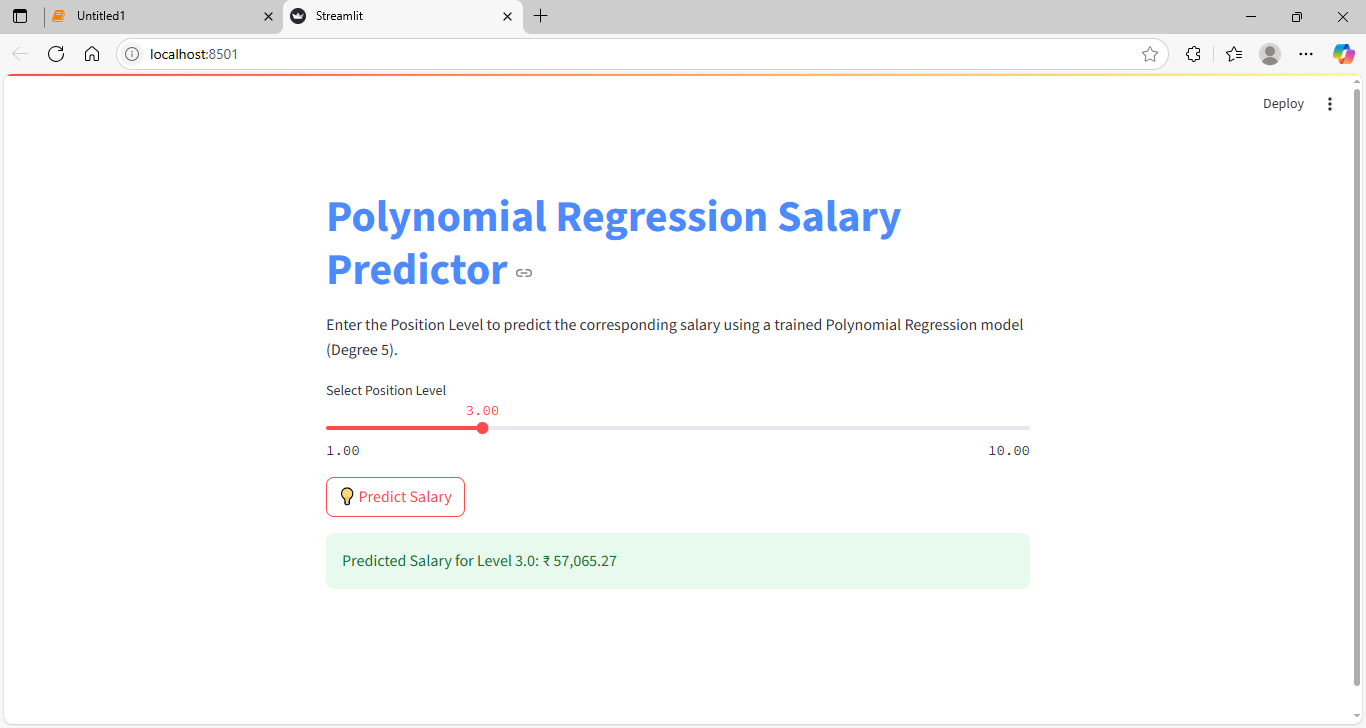 Untitled1
Streamlit
localhost:8501
Deploy
Polynomial Regression Salary
Predictor
Enter the Position Level to predict the corresponding salary using a trained Polynomial Regression model
(Degree 5).
Select Position Level
3.00
1.00 10.00
Predict Salary
Predicted Salary for Level 3.0: ₹ 57,065.27